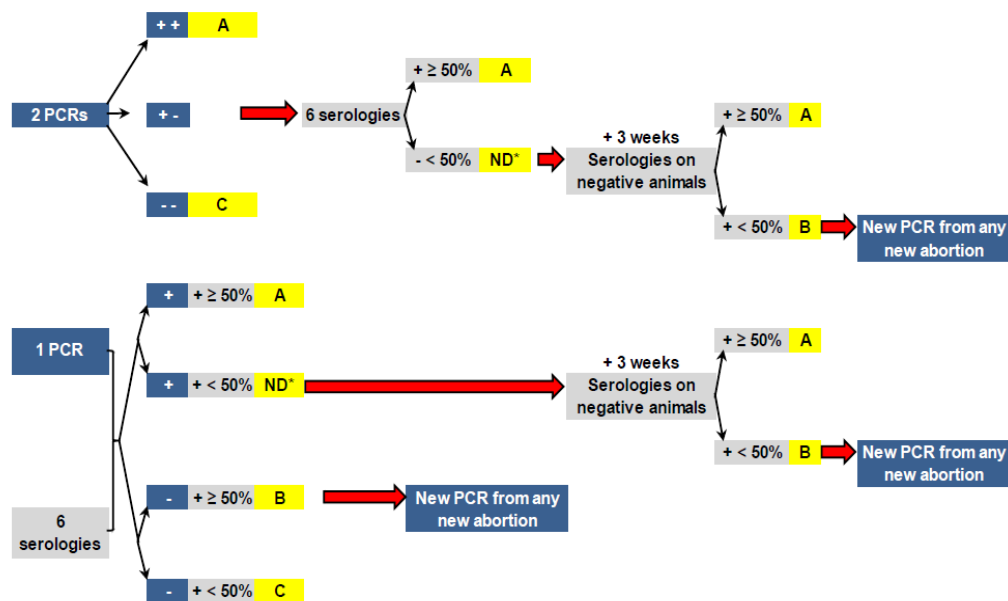 + + A
2 PCRs
+ -
6 serologies
+ ≥ 50% A
- < 50% ND*
+ 3 weeks
Serologies on
negative animals
+ ≥ 50% A
+ < 50% B
New PCR from any
new abortion
- - C
1 PCR
6
serologies
+ + ≥ 50% A
+ + < 50% ND*
+ 3 weeks
Serologies on
negative animals
+ ≥ 50% A
+ < 50% B
New PCR from any
new abortion
- + ≥ 50% B
New PCR from any
new abortion
- + < 50% C